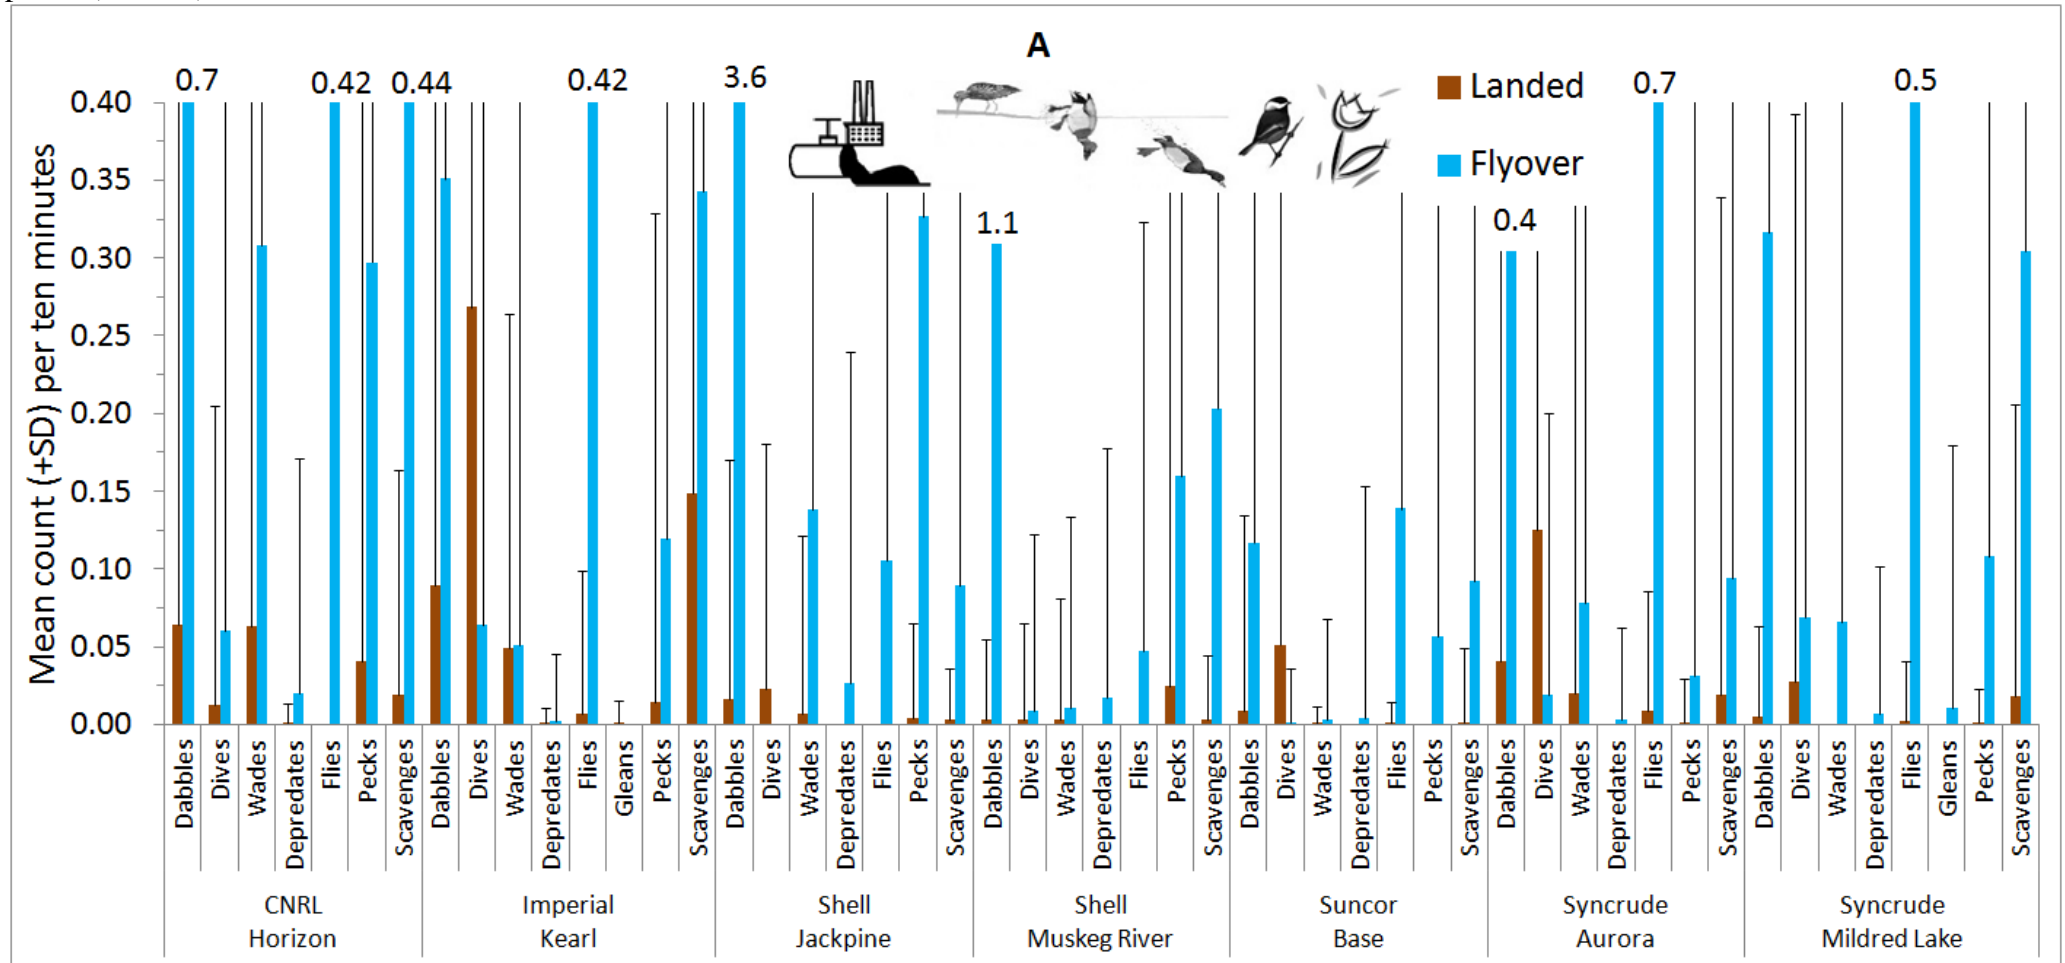 A
0.7
0.42
0.44
0.42
3.6
0.7
0.5
1.1
0.4
Landed
Flyover
Mean count (+SD) per ten minutes
0.40
0.35
0.30
0.25
0.20
0.15
0.10
0.05
0.00
Dabbles
Dives
Wades
Depredates
Flies
Pecks
Scavenges
Dabbles
Dives
Wades
Depredates
Flies
Gleans
Pecks
Scavenges
Dabbles
Dives
Wades
Depredates
Flies
Pecks
Scavenges
Dabbles
Dives
Wades
Depredates
Flies
Pecks
Scavenges
Dabbles
Dives
Wades
Depredates
Flies
Pecks
Scavenges
Dabbles
Dives
Wades
Depredates
Flies
Pecks
Scavenges
Dabbles
Dives
Wades
Depredates
Flies
Gleans
Pecks
Scavenges
CNRL
Horizon
Imperial
Kearl
Shell
Jackpine
Shell
Muskeg River
Suncor
Base
Syncrude
Aurora
Syncrude
Mildred Lake